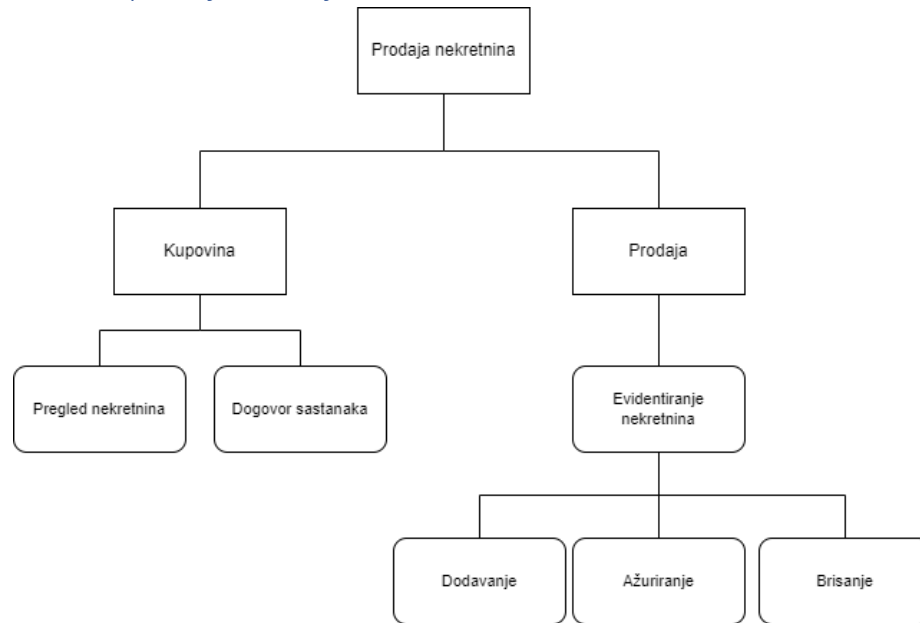 Prodaja nekretnina
Kupovina
Prodaja
Pregled nekretnina
Dogovor sastanaka
Evidentiranje
nekretnina
Dodavanje
Ažuriranje
Brisanje